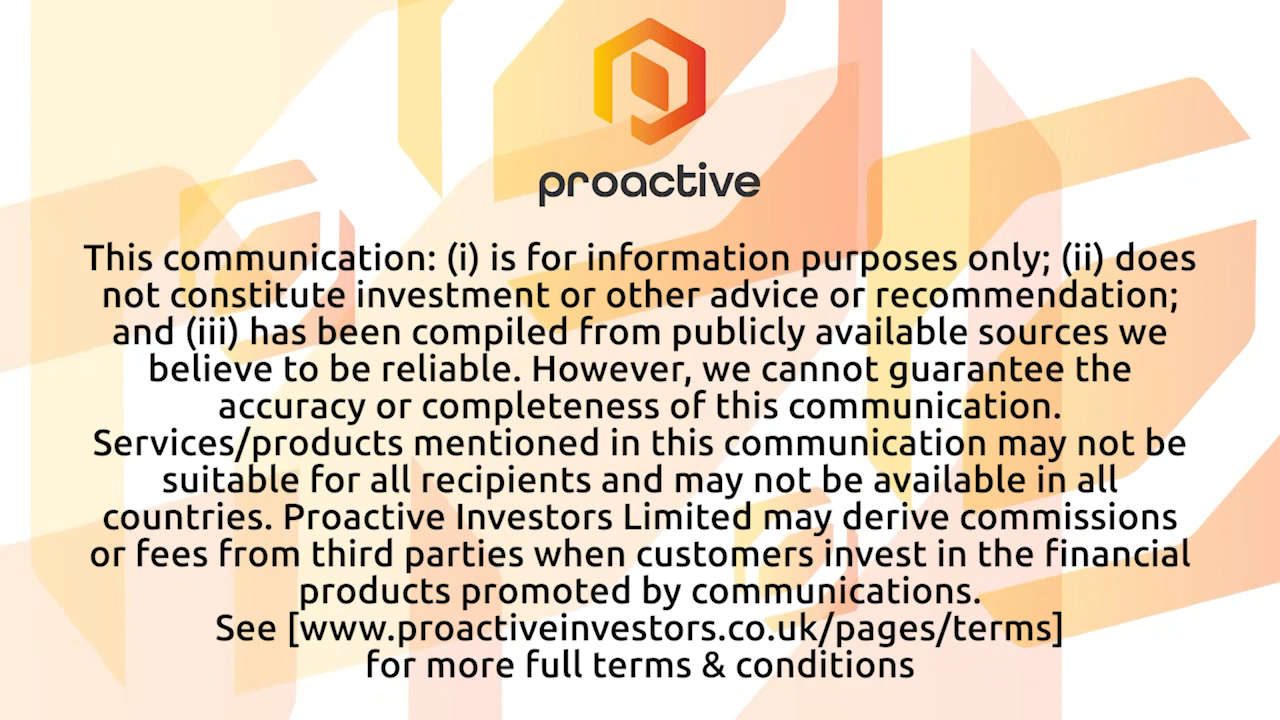 proactive
This communication: (i) is for information purposes only; (ii) does
not constitute investment or other advice or recommendation;
and (iii) has been compiled from publicly available sources we
believe to be reliable. However, we cannot guarantee the
accuracy or completeness of this communication.
Services/products mentioned in this communication may not be
suitable for all recipients and may not be available in all
countries. Proactive Investors Limited may derive commissions
or fees from third parties when customers invest in the financial
products promoted by communications.
See [www.proactiveinvestors.co.uk/pages/terms]
for more full terms & conditions